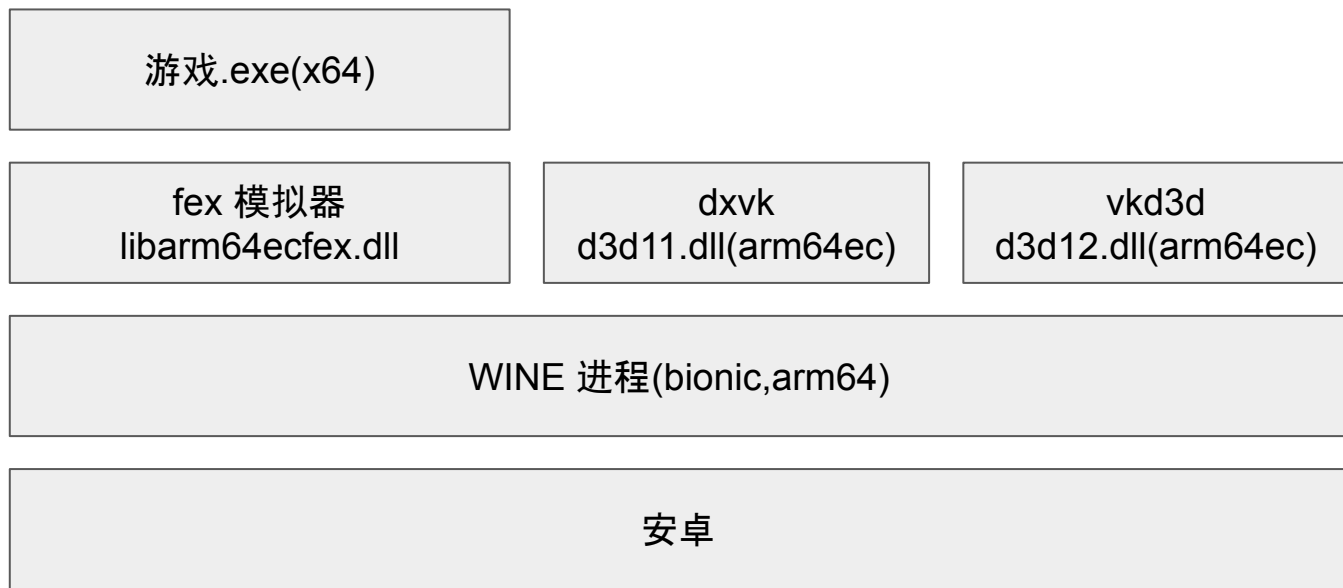 游戏.exe(x64)
fex 模拟器
libarm64ecfex.dll
dxvk
d3d11.dll(arm64ec)
vkd3d
d3d12.dll(arm64ec)
WINE 进程(bionic,arm64)
安卓